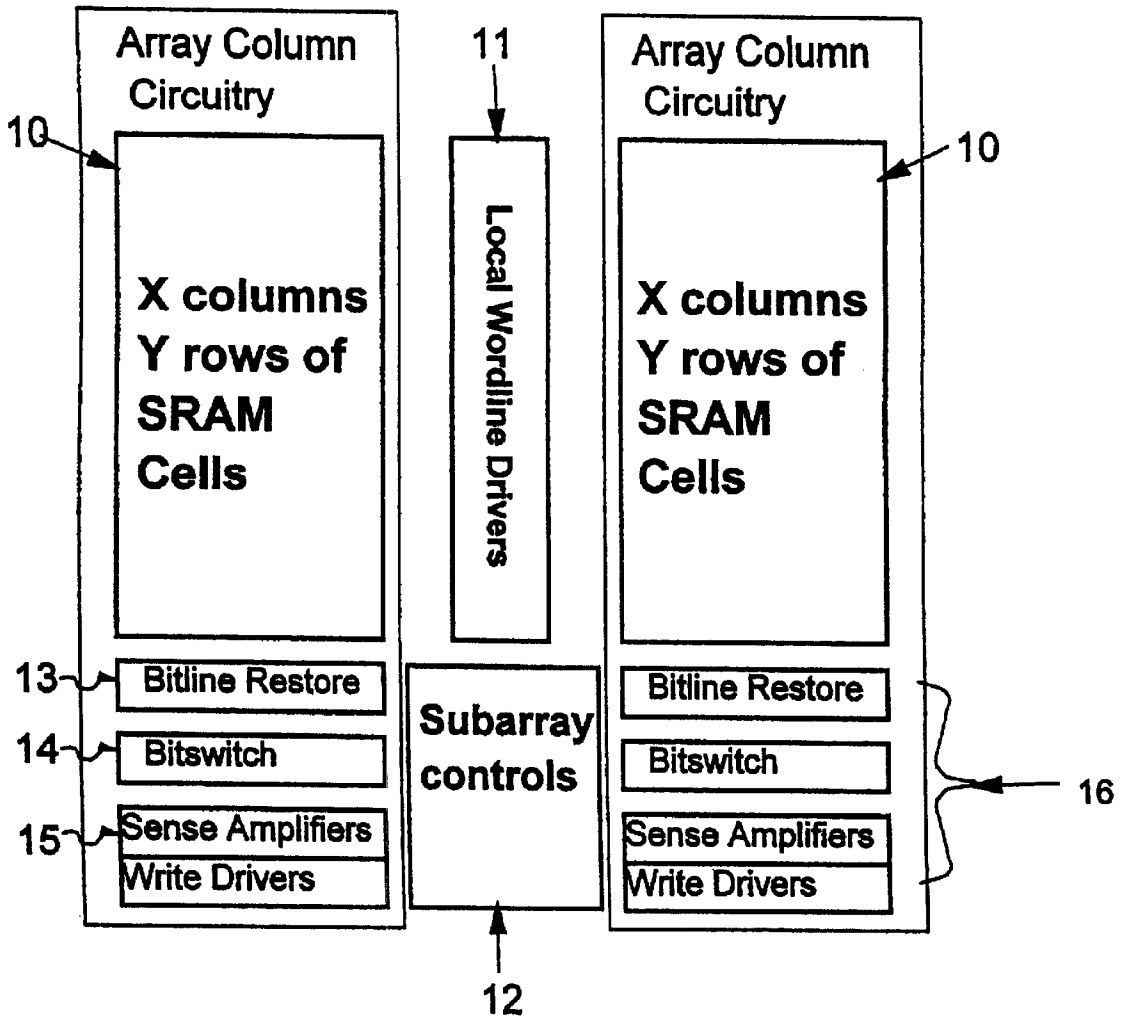 Array Column
Circuitry
10
X columns
Y rows of
SRAM
Cells
13
Bitline Restore
14
Bitswitch
15
Sense Amplifiers
Write Drivers
11
Local Wordline Drivers
Subarray
controls
12
Array Column
Circuitry
10
X columns
Y rows of
SRAM
Cells
Bitline Restore
Bitswitch
Sense Amplifiers
Write Drivers
16